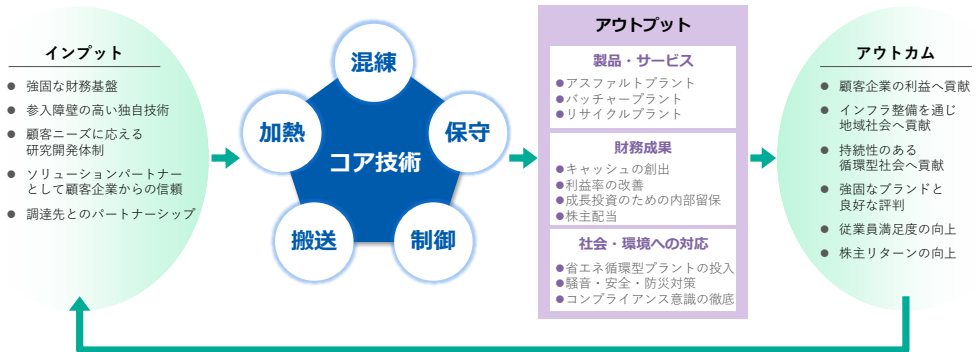 インプット
● 強固な財務基盤
● 参入障壁の高い独自技術
● 顧客ニーズに応える
研究開発体制
● ソリューションパートナー
として顧客企業からの信頼
● 調達先とのパートナーシップ
混練
加熱
保守
コア技術
搬送
制御
アウトプット
製品・サービス
●アスファルトプラント
●バッチャープラント
●リサイクルプラント
財務成果
●キャッシュの創出
●利益率の改善
●成長投資のための内部留保
●株主配当
社会・環境への対応
●省エネ循環型プラントの投入
●騒音・安全・防災対策
●コンプライアンス意識の徹底
アウトカム
● 顧客企業の利益へ貢献
● インフラ整備を通じ
地域社会へ貢献
● 持続性のある
循環型社会へ貢献
● 強固なブランドと
良好な評判
● 従業員満足度の向上
● 株主リターンの向上